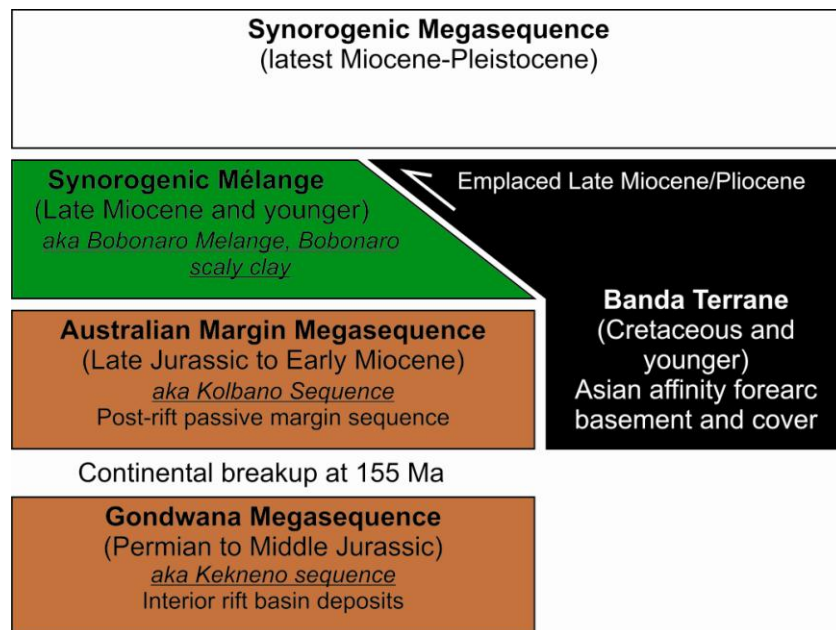 Synorogenic Megasequence
(latest Miocene-Pleistocene)
Synorogenic Mélange
(Late Miocene and younger)
aka Bobonaro Melange, Bobonaro
scaly clay
Emplaced Late Miocene/Pliocene
Banda Terrane
(Cretaceous and
younger)
Asian affinity forearc
basement and cover
Australian Margin Megasequence
(Late Jurassic to Early Miocene)
aka Kolbano Sequence
Post-rift passive margin sequence
Continental breakup at 155 Ma
Gondwana Megasequence
(Permian to Middle Jurassic)
aka Kekneno sequence
Interior rift basin deposits